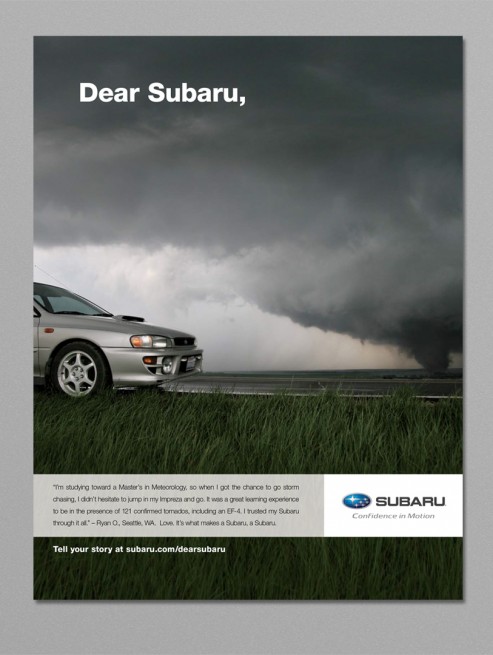 Dear Subaru,
"I'm studying toward a Master's in Meteorology, so when I got the chance to go storm
chasing, I didn't hesitate to jump in my Impreza and go. It was a great learning experience
to be in the presence of 121 confirmed tornados, including an EF-4. I trusted my Subaru
through it all." – Ryan O., Seattle, WA.  Love. It's what makes a Subaru, a Subaru.
SUBARU
Confidence in Motion
Tell your story at subaru.com/dearsubaru